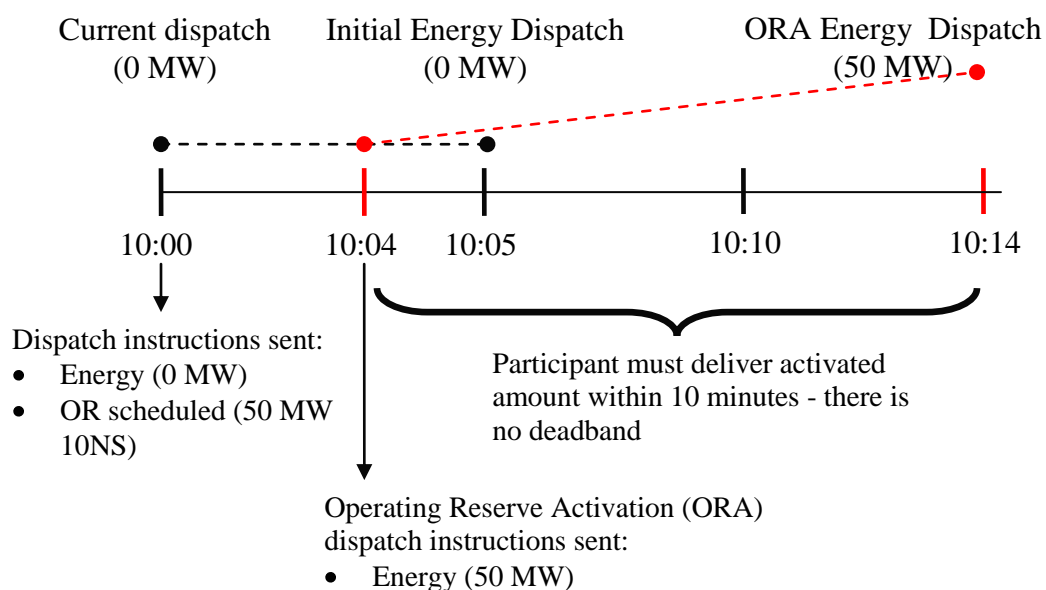 Current dispatch
(0 MW)
Initial Energy Dispatch
(0 MW)
ORA Energy Dispatch
(50 MW)
10:00
10:04
10:05
10:10
10:14
Dispatch instructions sent:
• Energy (0 MW)
• OR scheduled (50 MW
10NS)
Participant must deliver activated
amount within 10 minutes - there is
no deadband
Operating Reserve Activation (ORA)
dispatch instructions sent:
• Energy (50 MW)